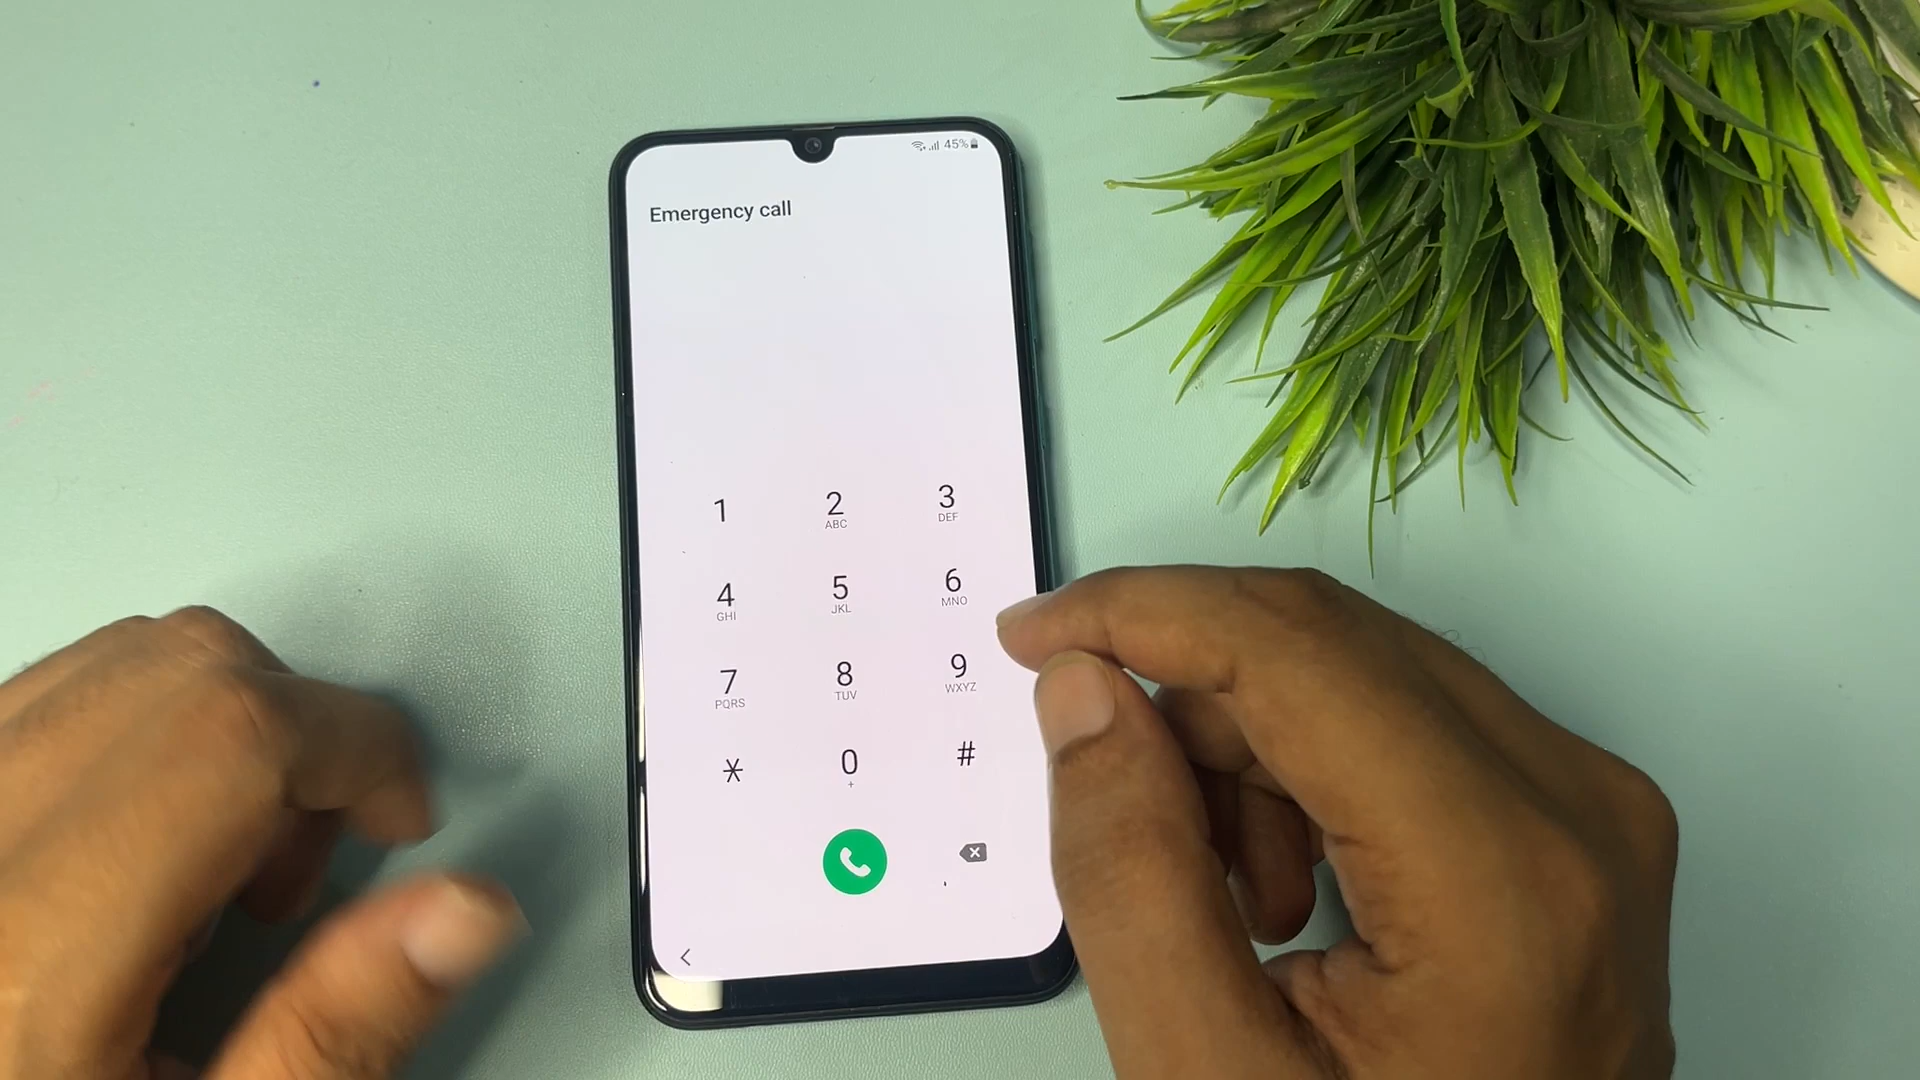 45%
Emergency call
1 2 3
ABC DEF
4 5 6
GHI JKL MNO
7 8 9
PQRS TUV WXYZ
* 0 #
+